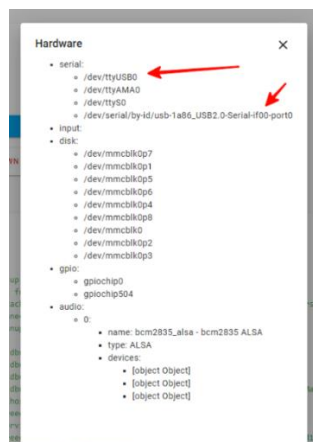 Hardware
serial:
/dev/ttyUSB0
/dev/ttyAMA0
/dev/ttyS0
/dev/serial/by-id/usb-1a86_USB2.0-Serial-if00-port0
input:
disk:
/dev/mmcblk0p7
/dev/mmcblk0p1
/dev/mmcblk0p5
/dev/mmcblk0p6
/dev/mmcblk0p4
/dev/mmcblk0p8
/dev/mmcblk0
/dev/mmcblk0p2
/dev/mmcblk0p3
gpio:
gpiochip0
gpiochip504
audio:
0:
name: bcm2835_alsa - bcm2835 ALSA
type: ALSA
devices:
[object Object]
[object Object]
[object Object]